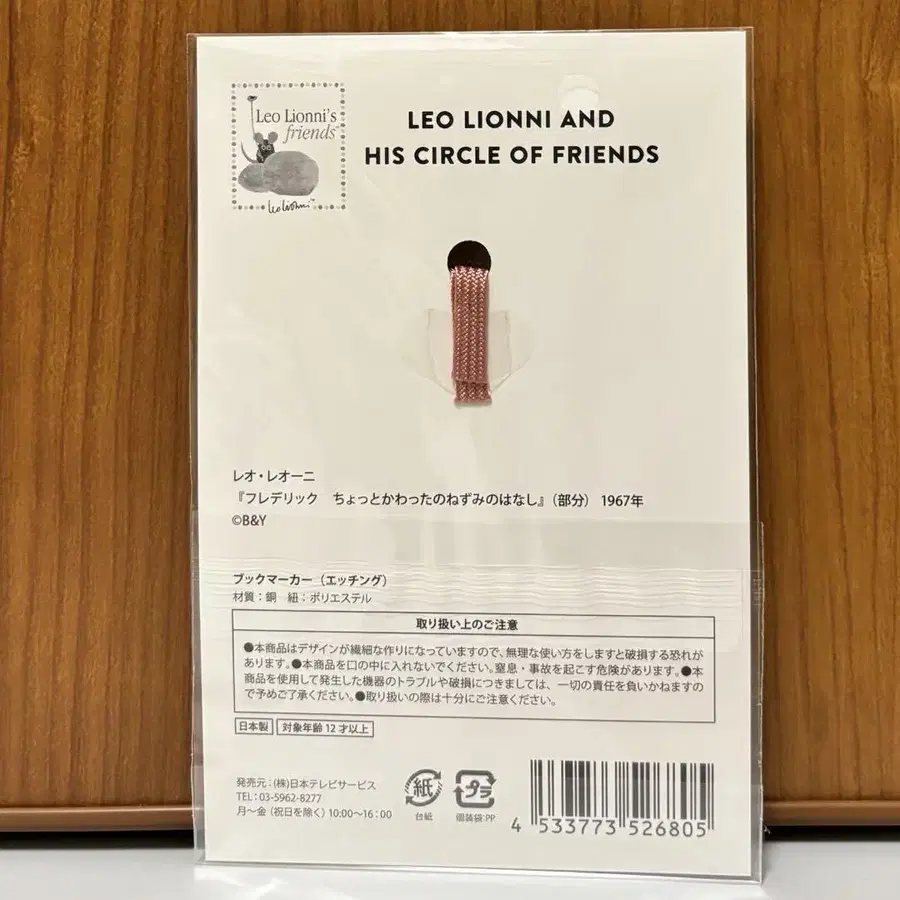 Leo Lionni's
friends
Leo Lionni
LEO LIONNI AND
HIS CIRCLE OF FRIENDS
レオ・レオーニ
『フレデリック　ちょっとかわったのねずみのはなし』（部分） 1967年
©B&Y
ブックマーカー（エッチング）
材質：銅　紐：ポリエステル
取り扱い上のご注意
●本商品はデザインが繊細な作りになっていますので、無理な使い方をしますと破損する恐れが
あります。●本商品を口の中に入れないでください。窒息・事故を起こす危険があります。●本
商品を使用して発生した機器のトラブルや破損につきましては、一切の責任を負いかねますの
で予めご了承ください。●取り扱いの際は十分にご注意ください。
日本製 対象年齢12才以上
発売元：(株)日本テレビサービス
TEL：03-5962-8277
月～金（祝日を除く）10:00～16：00
紙
台紙
プラ
個装袋:PP
4 533773 526805